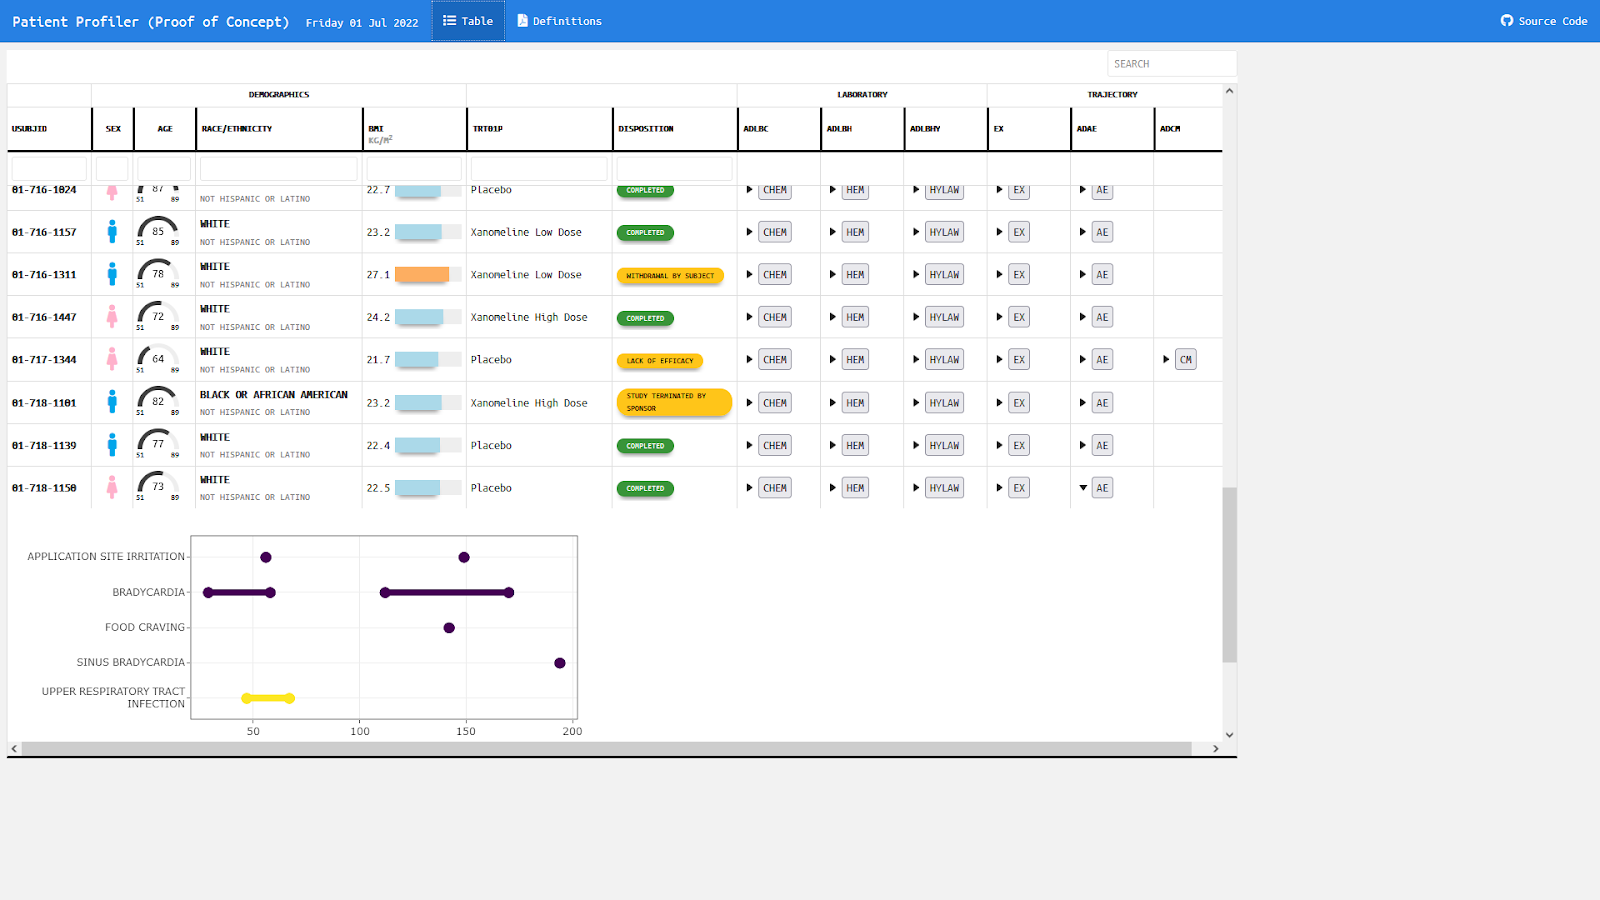 Patient Profiler (Proof of Concept) Friday 01 Jul 2022 Table Definitions Source Code
SEARCH
DEMOGRAPHICS LABORATORY TRAJECTORY
USUBJID SEX AGE RACE/ETHNICITY BMI TRT01P DISPOSITION ADLBC ADLBH ADLBHY EX ADAE ADCM
KG/M²
01-716-1024 87 22.7 Placebo COMPLETED CHEM HEM HYLAW EX AE
51 89 NOT HISPANIC OR LATINO
WHITE
01-716-1157 85 23.2 Xanomeline Low Dose COMPLETED CHEM HEM HYLAW EX AE
51 89 NOT HISPANIC OR LATINO
WHITE
01-716-1311 78 27.1 Xanomeline Low Dose WITHDRAWAL BY SUBJECT CHEM HEM HYLAW EX AE
51 89 NOT HISPANIC OR LATINO
WHITE
01-716-1447 72 24.2 Xanomeline High Dose COMPLETED CHEM HEM HYLAW EX AE
51 89 NOT HISPANIC OR LATINO
WHITE
01-717-1344 64 21.7 Placebo LACK OF EFFICACY CHEM HEM HYLAW EX AE CM
51 89 NOT HISPANIC OR LATINO
BLACK OR AFRICAN AMERICAN STUDY TERMINATED BY
01-718-1101 82 23.2 Xanomeline High Dose SPONSOR CHEM HEM HYLAW EX AE
51 89 NOT HISPANIC OR LATINO
WHITE
01-718-1139 77 22.4 Placebo COMPLETED CHEM HEM HYLAW EX AE
51 89 NOT HISPANIC OR LATINO
WHITE
01-718-1150 73 22.5 Placebo COMPLETED CHEM HEM HYLAW EX AE
51 89 NOT HISPANIC OR LATINO
APPLICATION SITE IRRITATION
BRADYCARDIA
FOOD CRAVING
SINUS BRADYCARDIA
UPPER RESPIRATORY TRACT
INFECTION
50 100 150 200